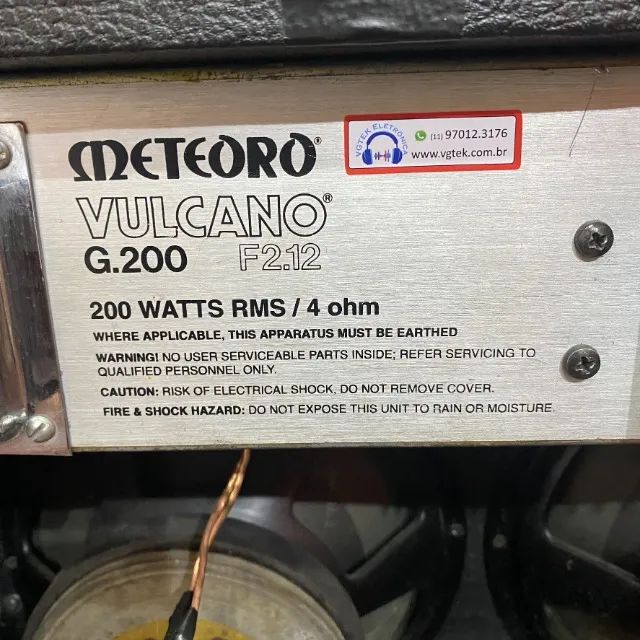 METEORO®
VGTEK ELETRÔNICA
(11) 97012.3176
www.vgtek.com.br
VULCANO®
G.200 F2.12
200 WATTS RMS / 4 ohm
WHERE APPLICABLE, THIS APPARATUS MUST BE EARTHED
WARNING! NO USER SERVICEABLE PARTS INSIDE; REFER SERVICING TO
QUALIFIED PERSONNEL ONLY.
CAUTION: RISK OF ELECTRICAL SHOCK. DO NOT REMOVE COVER.
FIRE & SHOCK HAZARD: DO NOT EXPOSE THIS UNIT TO RAIN OR MOISTURE.